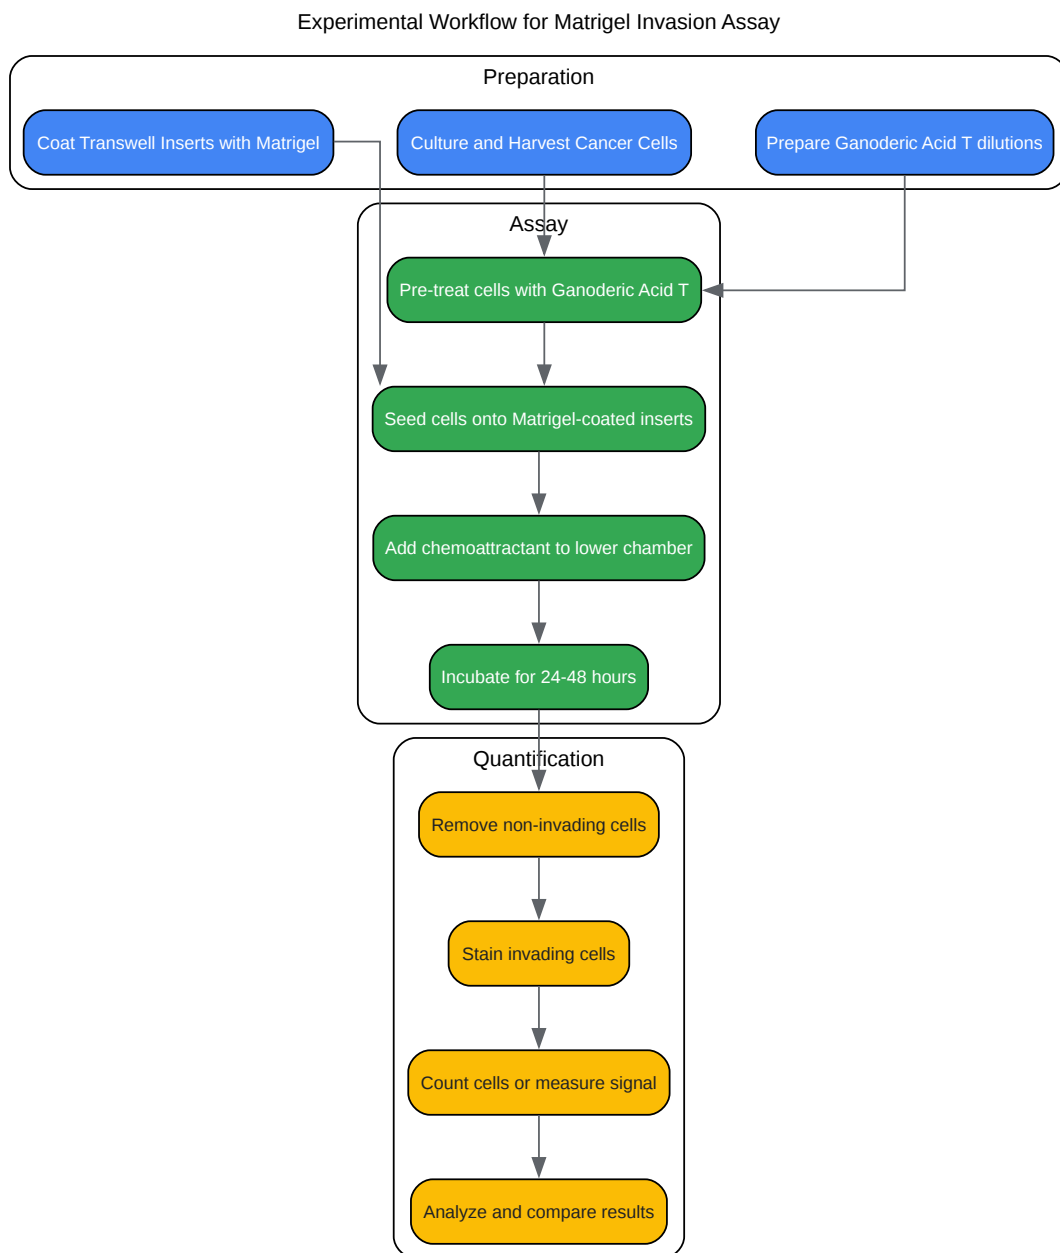 Experimental Workflow for Matrigel Invasion Assay
Preparation
Coat Transwell Inserts with Matrigel
Culture and Harvest Cancer Cells
Prepare Ganoderic Acid T dilutions
Assay
Pre-treat cells with Ganoderic Acid T
Seed cells onto Matrigel-coated inserts
Add chemoattractant to lower chamber
Incubate for 24-48 hours
Quantification
Remove non-invading cells
Stain invading cells
Count cells or measure signal
Analyze and compare results